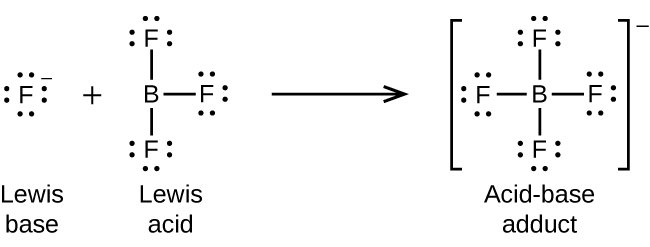 F
F
F⁻ + B F → F B F
F
F
−
Lewis base
Lewis acid
Acid-base adduct